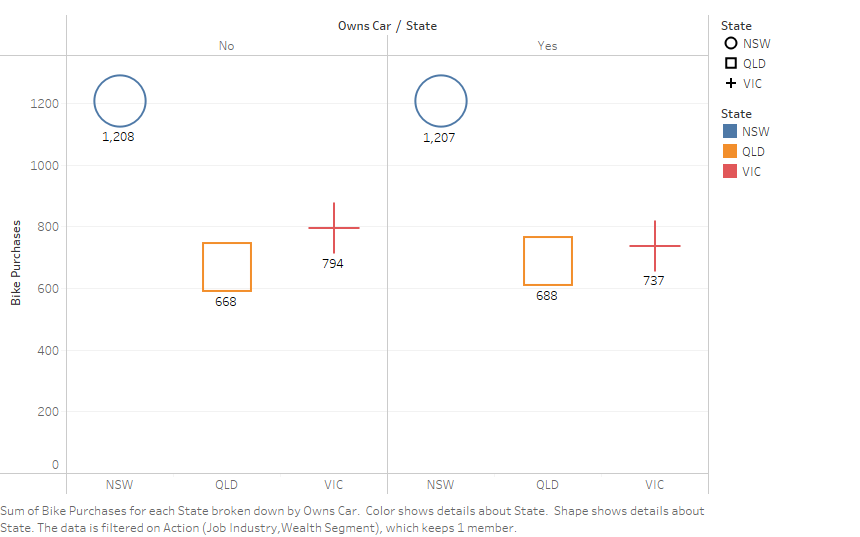 Owns Car / State
No
Yes
Bike Purchases
1200
1000
800
600
400
200
0
1,208
668
794
1,207
688
737
NSW
QLD
VIC
NSW
QLD
VIC
State
NSW
QLD
VIC
State
NSW
QLD
VIC
Sum of Bike Purchases for each State broken down by Owns Car.  Color shows details about State.  Shape shows details about
State. The data is filtered on Action (Job Industry,Wealth Segment), which keeps 1 member.